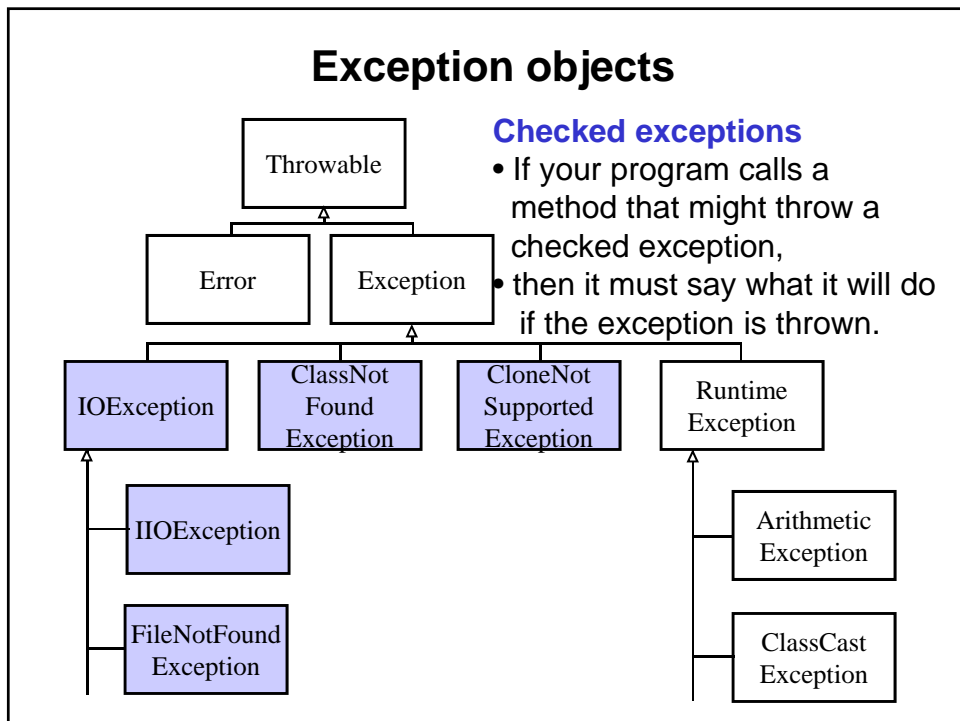 Exception objects
Throwable
Checked exceptions
• If your program calls a
method that might throw a
checked exception,
• then it must say what it will do
if the exception is thrown.
Error
Exception
IOException
ClassNot
Found
Exception
CloneNot
Supported
Exception
Runtime
Exception
IIOException
Arithmetic
Exception
FileNotFound
Exception
ClassCast
Exception